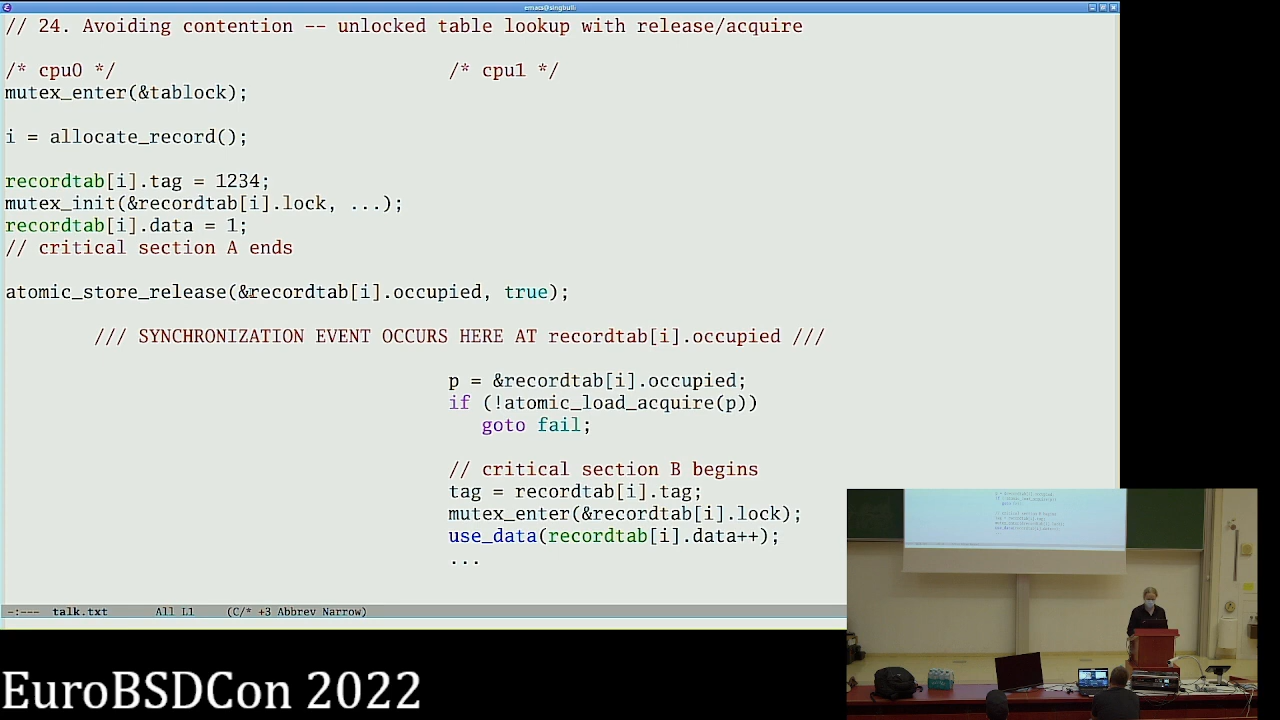 emacs@singbulli
// 24. Avoiding contention -- unlocked table lookup with release/acquire
/* cpu0 */ /* cpu1 */
mutex_enter(&tablock);
i = allocate_record();
recordtab[i].tag = 1234;
mutex_init(&recordtab[i].lock, ...);
recordtab[i].data = 1;
// critical section A ends
atomic_store_release(&recordtab[i].occupied, true);
/// SYNCHRONIZATION EVENT OCCURS HERE AT recordtab[i].occupied ///
p = &recordtab[i].occupied;
if (!atomic_load_acquire(p))
goto fail;
// critical section B begins
tag = recordtab[i].tag;
mutex_enter(&recordtab[i].lock);
use_data(recordtab[i].data++);
...
-:--- talk.txt All L1 (C/* +3 Abbrev Narrow)
EuroBSDCon 2022